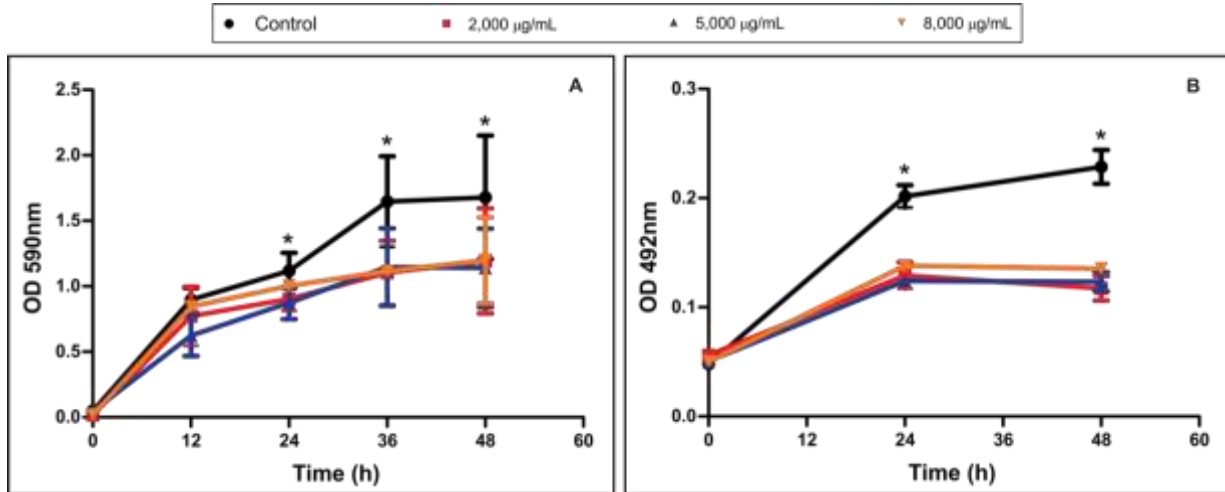 Control 2,000 µg/mL 5,000 µg/mL 8,000 µg/mL
A
2.5
2.0
1.5
1.0
0.5
0.0
OD 590nm
* * *
0 12 24 36 48 60
Time (h)
B
0.3
0.2
0.1
0.0
OD 492nm
* *
0 12 24 36 48 60
Time (h)